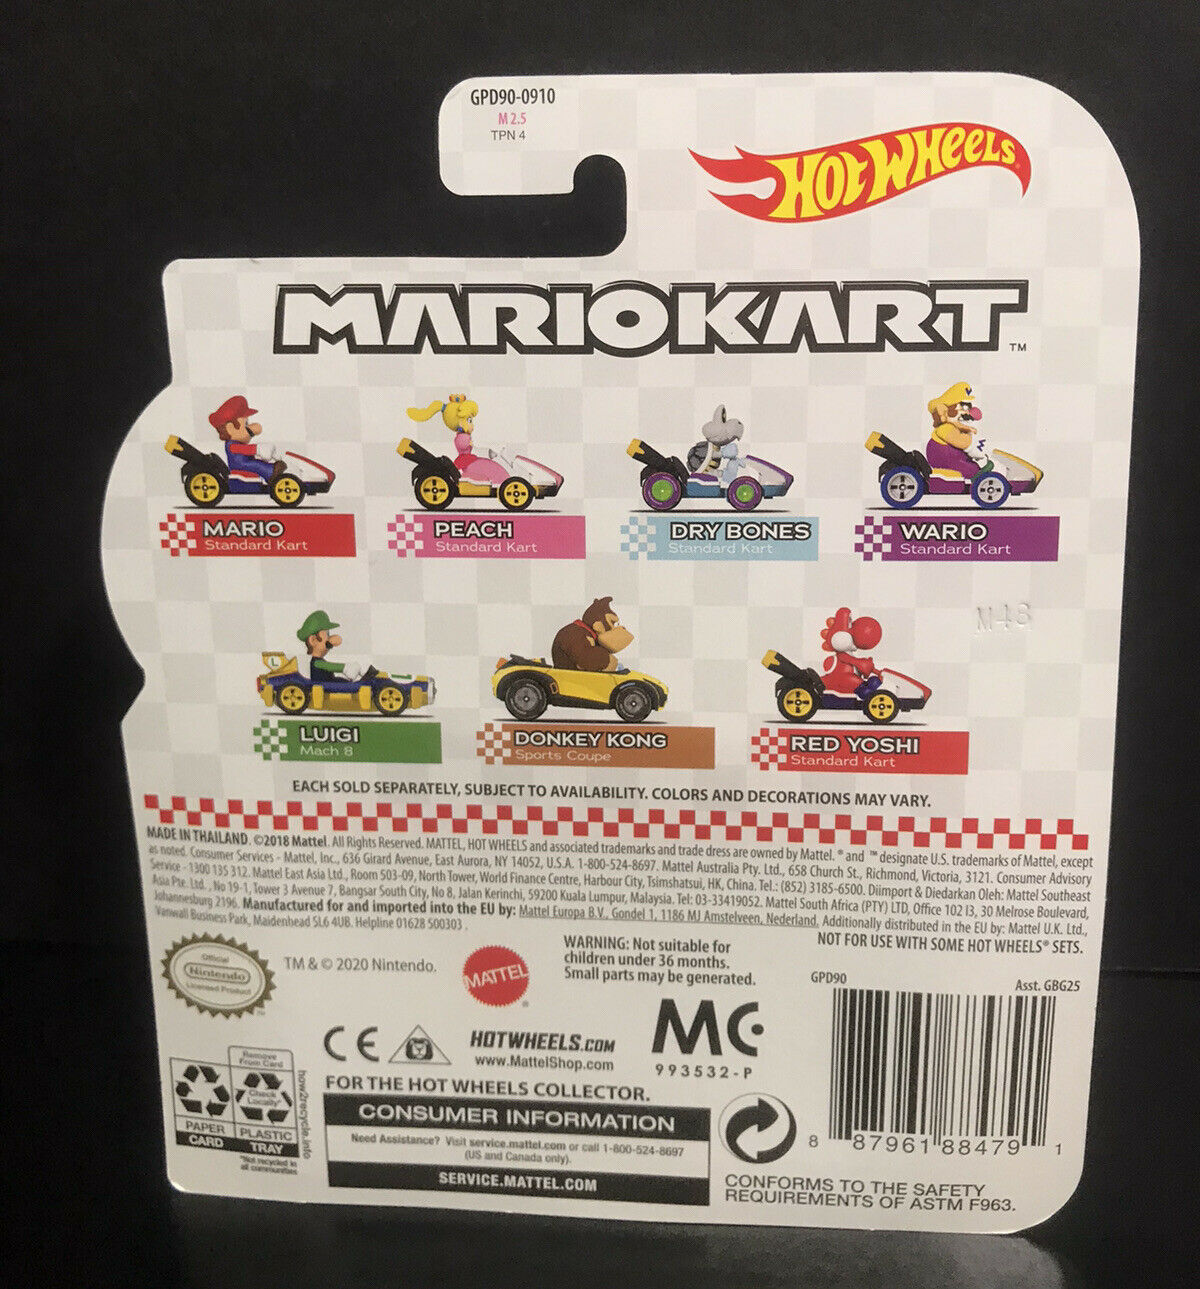 GPD90-0910
M 2.5
TPN 4
HOT WHEELS
MARIOKART™
MARIO
Standard Kart
PEACH
Standard Kart
DRY BONES
Standard Kart
WARIO
Standard Kart
M48
LUIGI
Mach 8
DONKEY KONG
Sports Coupe
RED YOSHI
Standard Kart
EACH SOLD SEPARATELY, SUBJECT TO AVAILABILITY. COLORS AND DECORATIONS MAY VARY.
MADE IN THAILAND. ©2018 Mattel. All Rights Reserved. MATTEL, HOT WHEELS and associated trademarks and trade dress are owned by Mattel. ® and ™ designate U.S. trademarks of Mattel, except
as noted. Consumer Services - Mattel, Inc., 636 Girard Avenue, East Aurora, NY 14052, U.S.A. 1-800-524-8697. Mattel Australia Pty. Ltd., 658 Church St., Richmond, Victoria, 3121. Consumer Advisory
Service - 1300 135 312. Mattel East Asia Ltd., Room 503-09, North Tower, World Finance Centre, Harbour City, Tsimshatsui, HK, China. Tel.: (852) 3185-6500. Diimport & Diedarkan Oleh: Mattel Southeast
Asia Pte. Ltd., No 19-1, Tower 3 Avenue 7, Bangsar South City, No 8, Jalan Kerinchi, 59200 Kuala Lumpur, Malaysia. Tel: 03-33419052. Mattel South Africa (PTY) LTD, Office 102 I3, 30 Melrose Boulevard,
Johannesburg 2196. Manufactured for and imported into the EU by: Mattel Europa B.V., Gondel 1, 1186 MJ Amstelveen, Nederland. Additionally distributed in the EU by: Mattel U.K. Ltd.,
Vanwall Business Park, Maidenhead SL6 4UB. Helpline 01628 500303.
NOT FOR USE WITH SOME HOT WHEELS® SETS.
Official
Nintendo
Licensed Product
™
TM & © 2020 Nintendo.
MATTEL®
WARNING: Not suitable for
children under 36 months.
Small parts may be generated.
GPD90
Asst. GBG25
CE
HOTWHEELS.COM
www.MattelShop.com
MC
993532-P
Remove
From Card
Check
Locally*
PAPER
CARD
PLASTIC
TRAY
*Not recycled in
all communities
how2recycle.info
FOR THE HOT WHEELS COLLECTOR.
CONSUMER INFORMATION
Need Assistance? Visit service.mattel.com or call 1-800-524-8697
(US and Canada only).
SERVICE.MATTEL.COM
8 87961 88479 1
CONFORMS TO THE SAFETY
REQUIREMENTS OF ASTM F963.